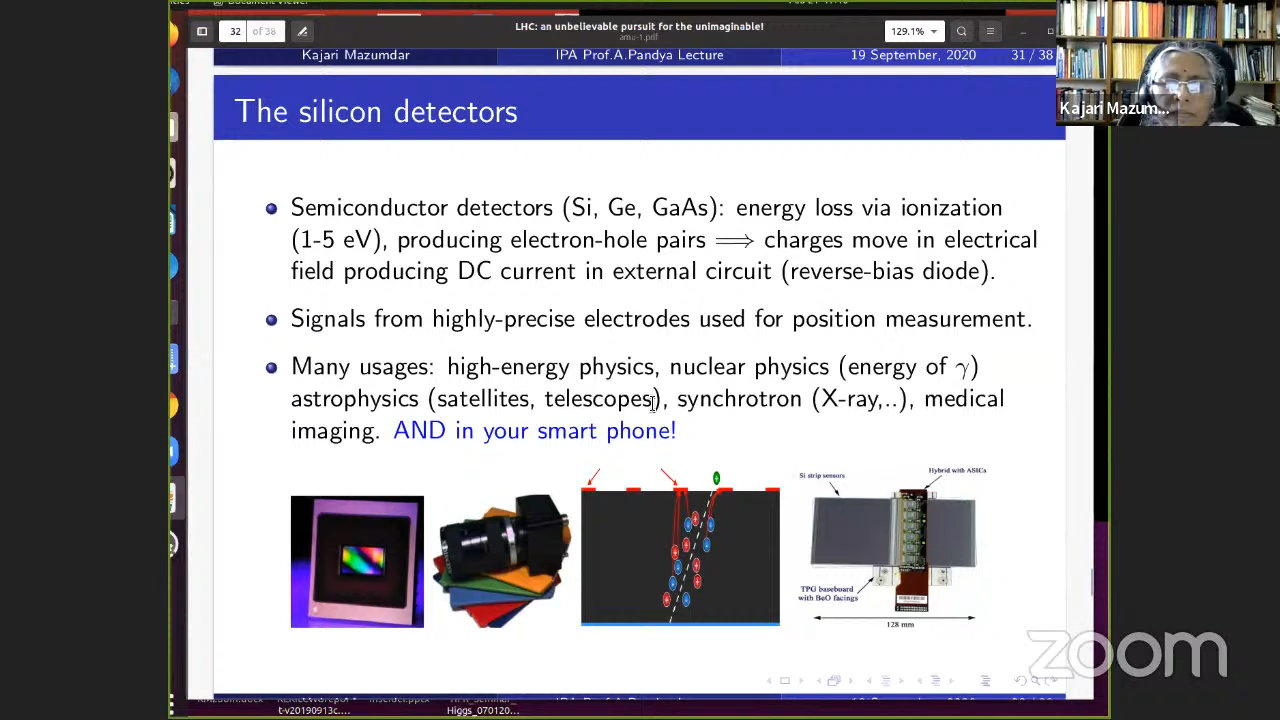 Document Viewer
32 of 38
LHC: an unbelievable pursuit for the unimaginable!
amu-1.pdf
129.1%
Kajari Mazumdar IPA Prof.A.Pandya Lecture 19 September, 2020 31 / 38
Kajari Mazum...
The silicon detectors
Semiconductor detectors (Si, Ge, GaAs): energy loss via ionization
(1-5 eV), producing electron-hole pairs ⟹ charges move in electrical
field producing DC current in external circuit (reverse-bias diode).
Signals from highly-precise electrodes used for position measurement.
Many usages: high-energy physics, nuclear physics (energy of γ)
astrophysics (satellites, telescopes), synchrotron (X-ray,..), medical
imaging. AND in your smart phone!
Si strip sensors
Hybrid with ASICs
TPG baseboard
with BeO facings
128 mm
zoom
t-v20190913c....
Higgs_070120...